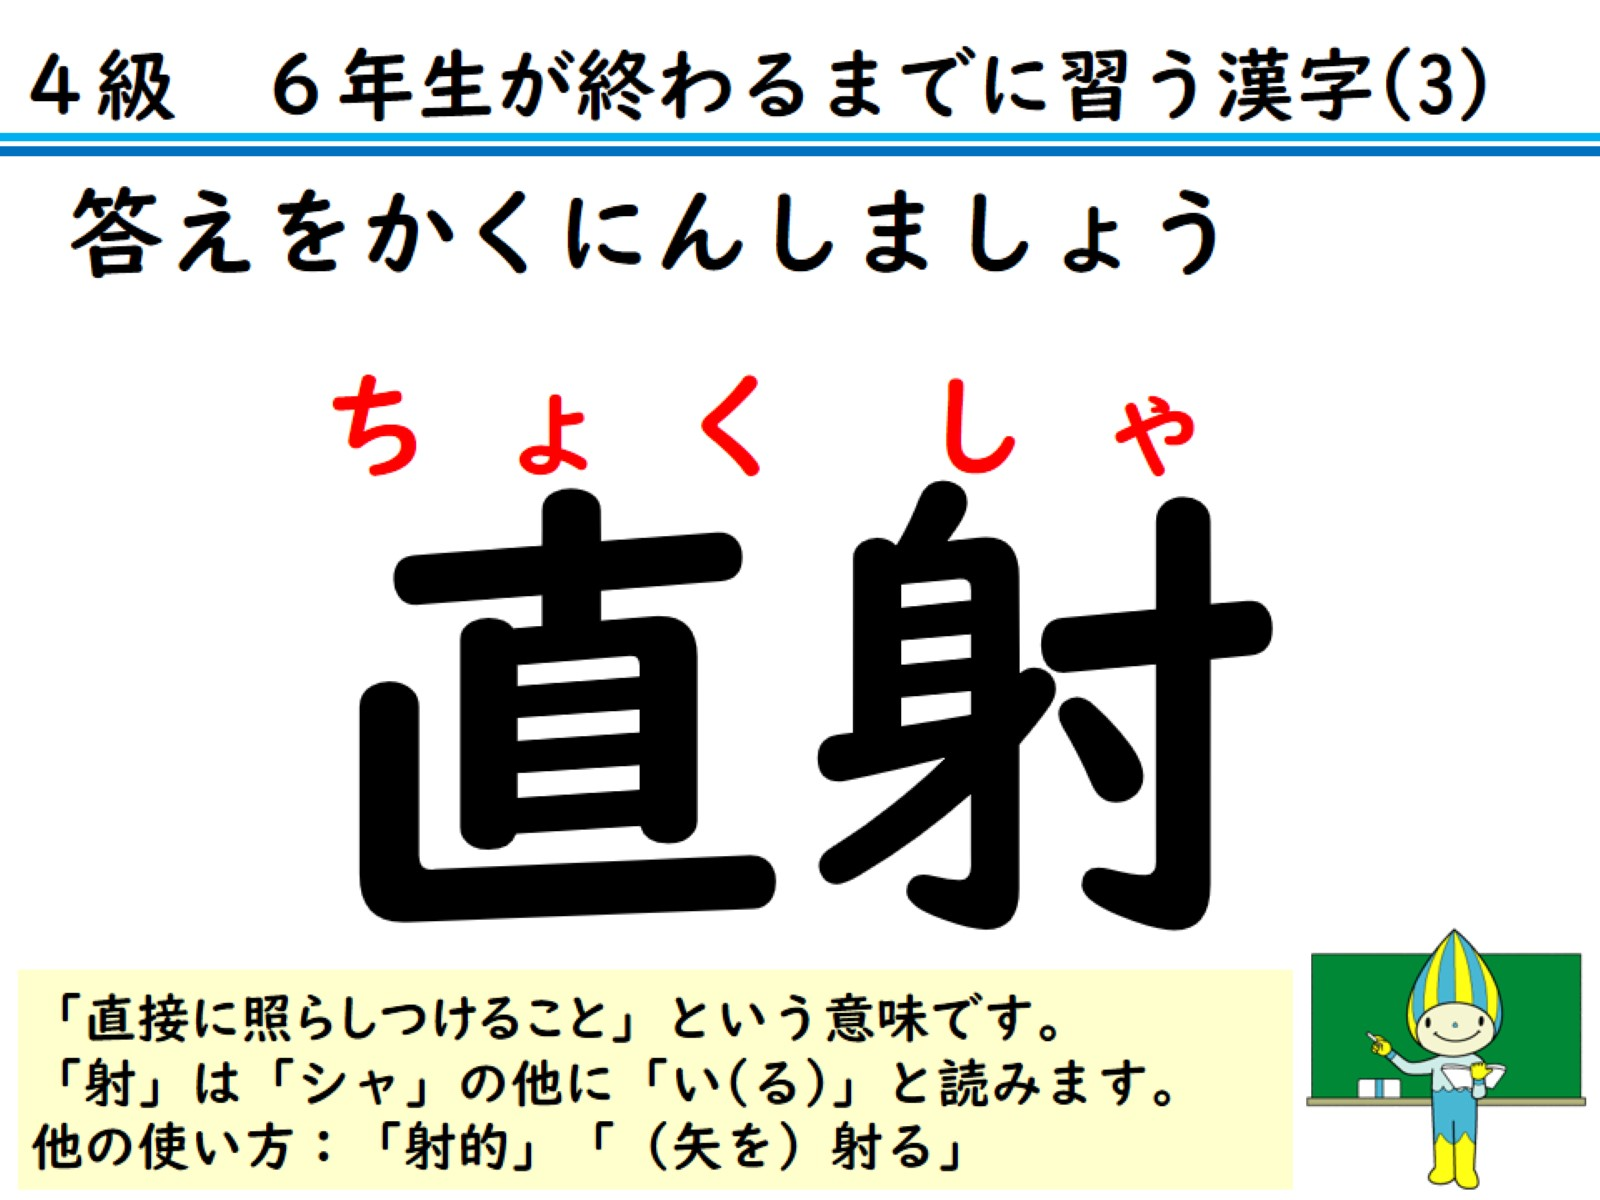 ４級　６年生が終わるまでに習う漢字(3)
答えをかくにんしましょう
ちょくしゃ
直射
「直接に照らしつけること」という意味です。
「射」は「シャ」の他に「い(る)」と読みます。
他の使い方：「射的」「（矢を）射る」